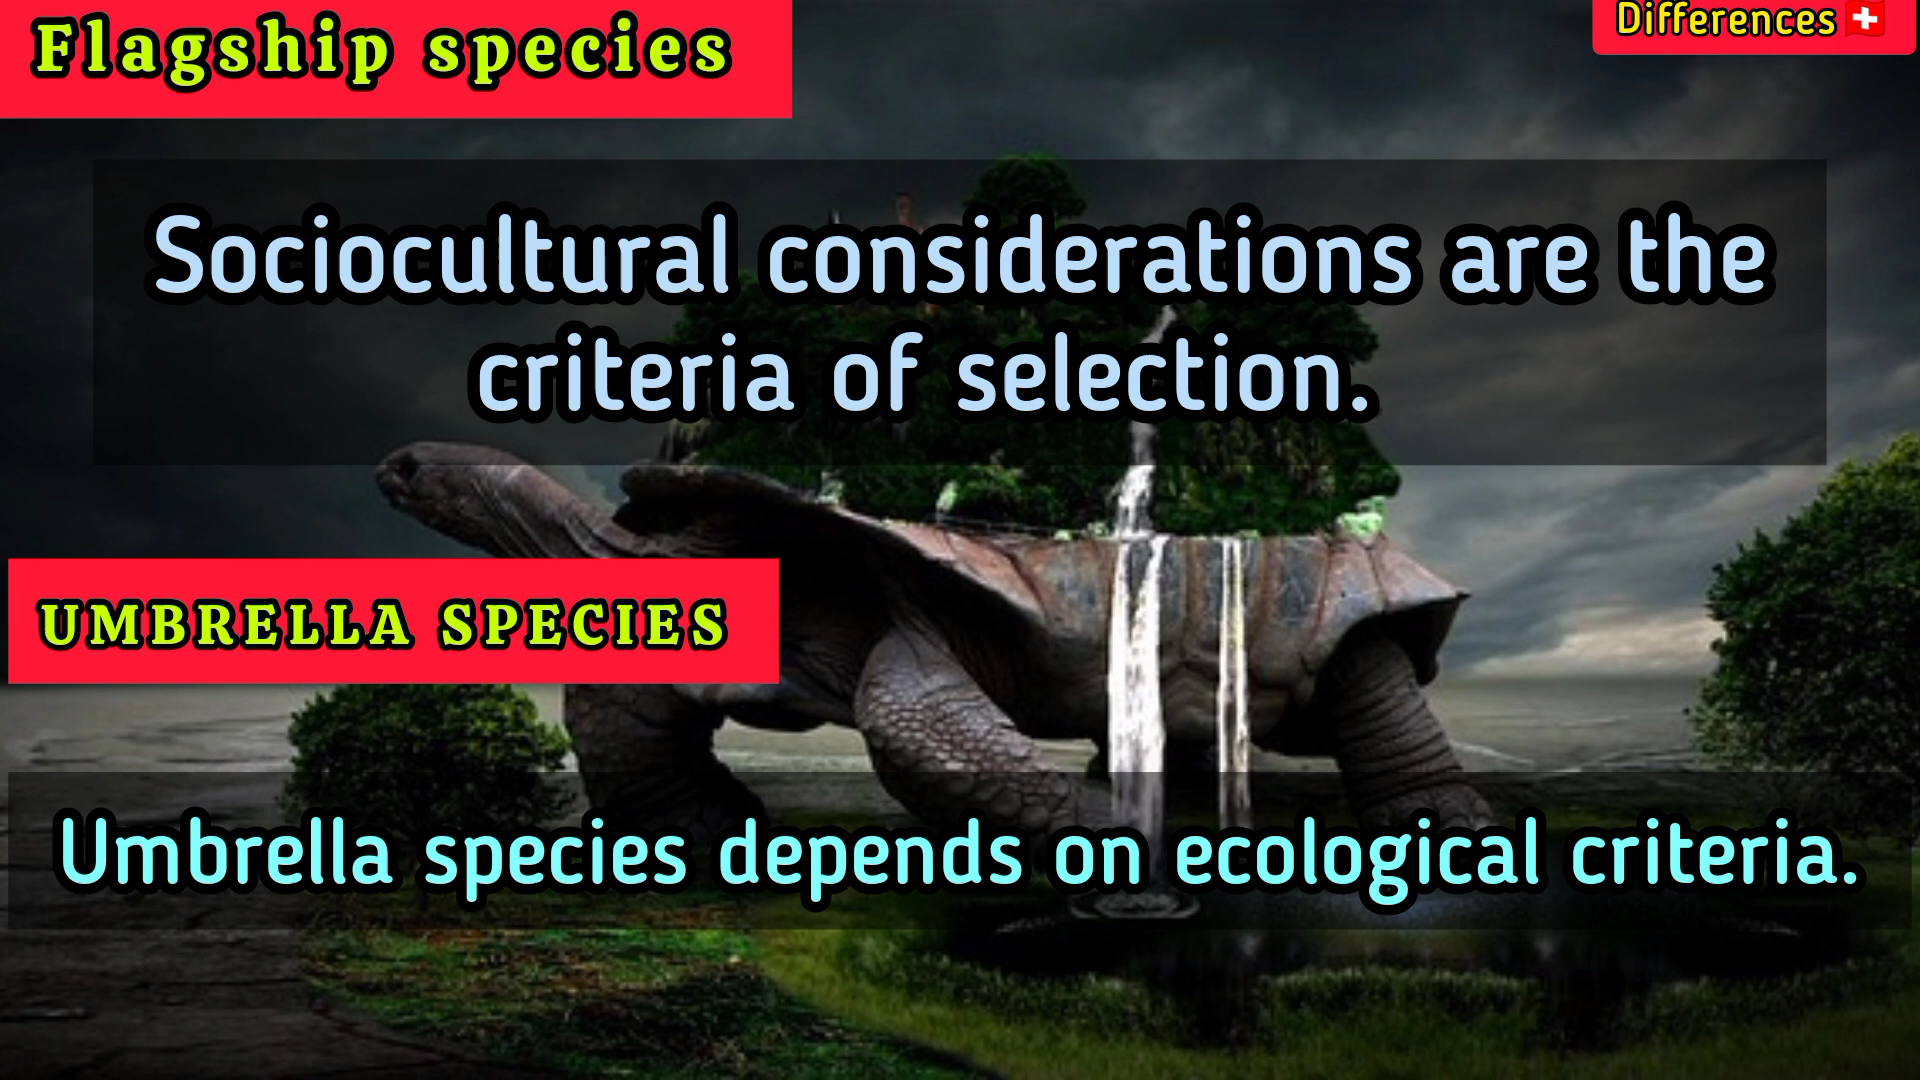 Flagship species
Differences🇨🇭
Sociocultural considerations are the
criteria of selection.
UMBRELLA SPECIES
Umbrella species depends on ecological criteria.